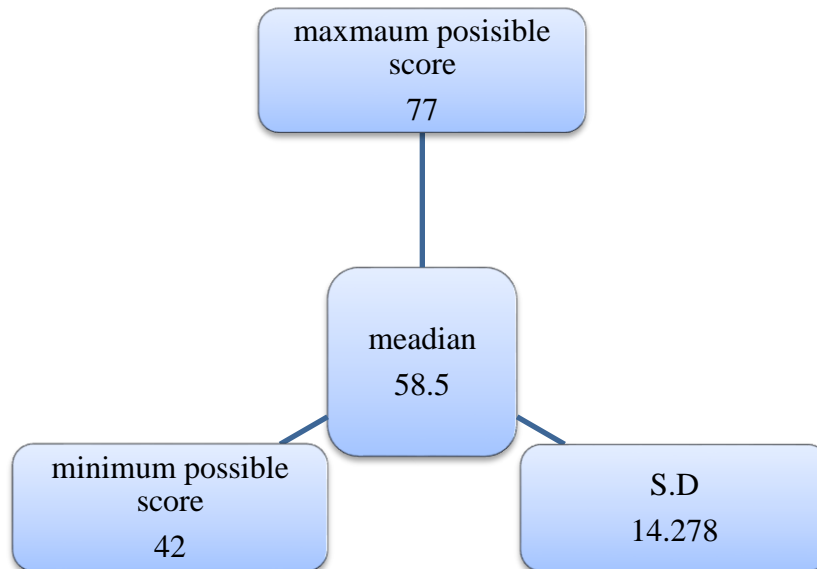 maxmaum posisible
score
77
meadian
58.5
minimum possible
score
42
S.D
14.278